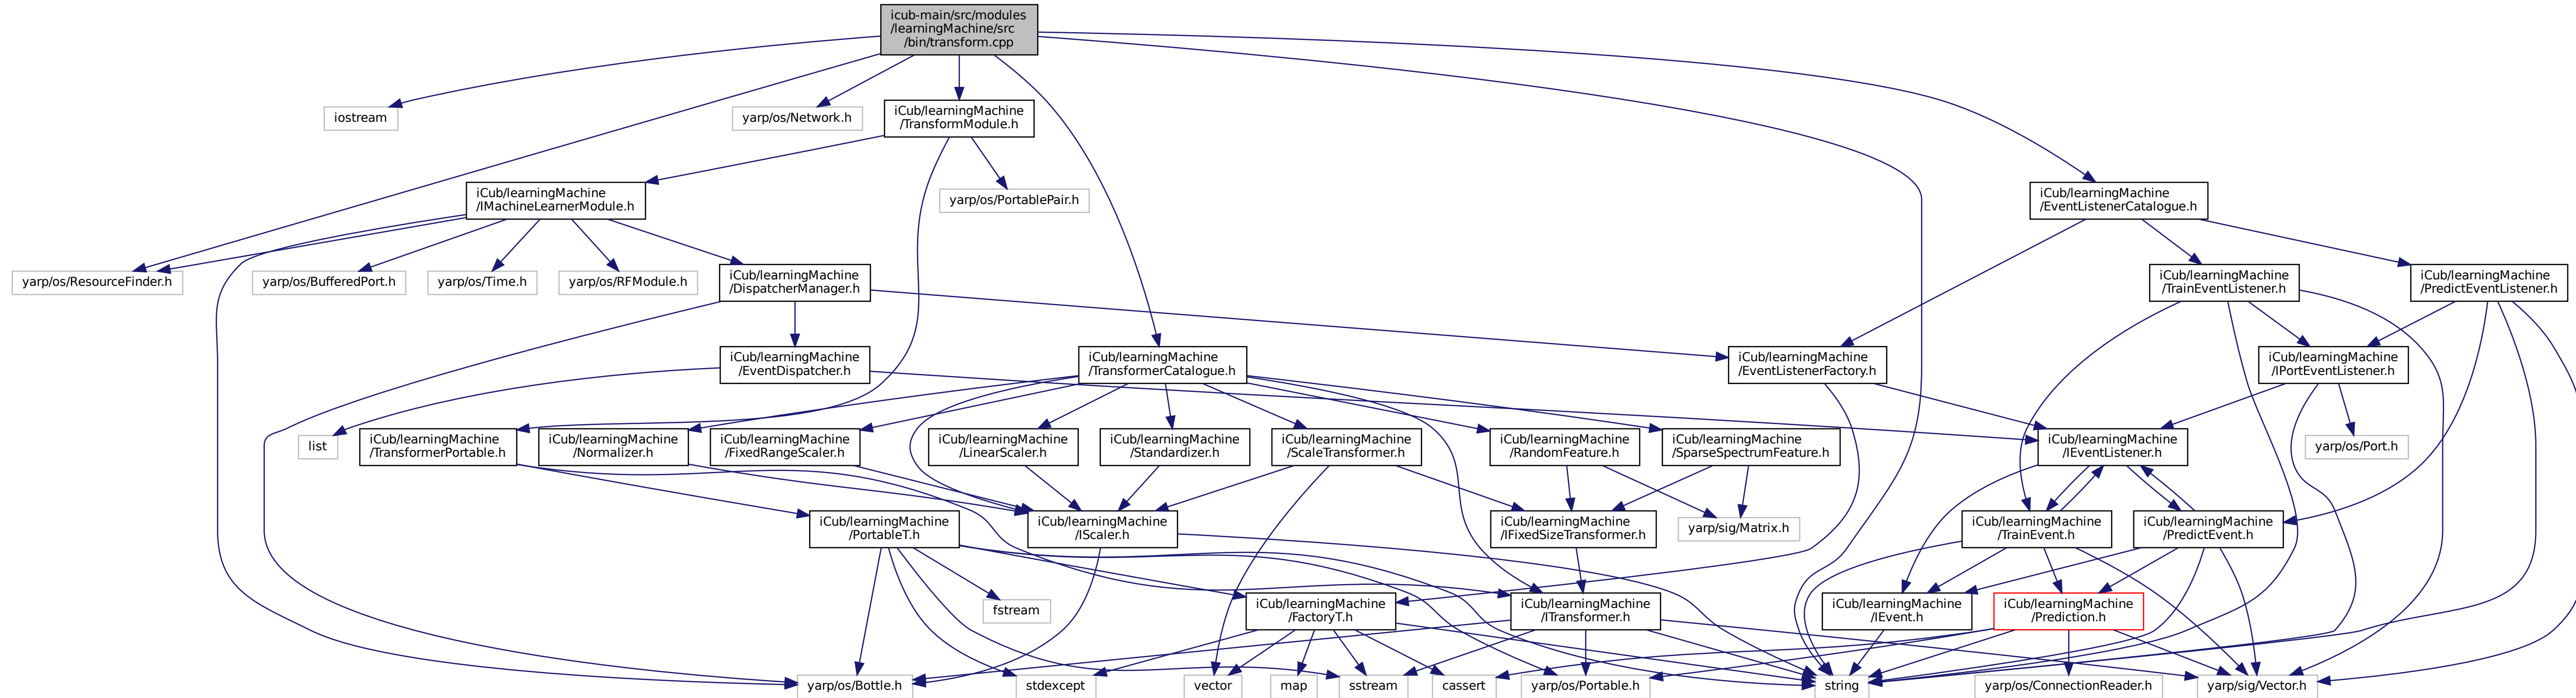 icub-main/src/modules
/learningMachine/src
/bin/transform.cpp
iostream
yarp/os/Network.h
iCub/learningMachine
/TransformModule.h
iCub/learningMachine
/IMachineLearnerModule.h
yarp/os/PortablePair.h
iCub/learningMachine
/EventListenerCatalogue.h
yarp/os/ResourceFinder.h
yarp/os/BufferedPort.h
yarp/os/Time.h
yarp/os/RFModule.h
iCub/learningMachine
/DispatcherManager.h
iCub/learningMachine
/TrainEventListener.h
iCub/learningMachine
/PredictEventListener.h
iCub/learningMachine
/EventDispatcher.h
iCub/learningMachine
/TransformerCatalogue.h
iCub/learningMachine
/EventListenerFactory.h
iCub/learningMachine
/IPortEventListener.h
list
iCub/learningMachine
/TransformerPortable.h
iCub/learningMachine
/Normalizer.h
iCub/learningMachine
/FixedRangeScaler.h
iCub/learningMachine
/LinearScaler.h
iCub/learningMachine
/Standardizer.h
iCub/learningMachine
/ScaleTransformer.h
iCub/learningMachine
/RandomFeature.h
iCub/learningMachine
/SparseSpectrumFeature.h
iCub/learningMachine
/IEventListener.h
yarp/os/Port.h
iCub/learningMachine
/PortableT.h
iCub/learningMachine
/IScaler.h
iCub/learningMachine
/IFixedSizeTransformer.h
yarp/sig/Matrix.h
iCub/learningMachine
/TrainEvent.h
iCub/learningMachine
/PredictEvent.h
fstream
iCub/learningMachine
/FactoryT.h
iCub/learningMachine
/ITransformer.h
iCub/learningMachine
/IEvent.h
iCub/learningMachine
/Prediction.h
yarp/os/Bottle.h
stdexcept
vector
map
sstream
cassert
yarp/os/Portable.h
string
yarp/os/ConnectionReader.h
yarp/sig/Vector.h